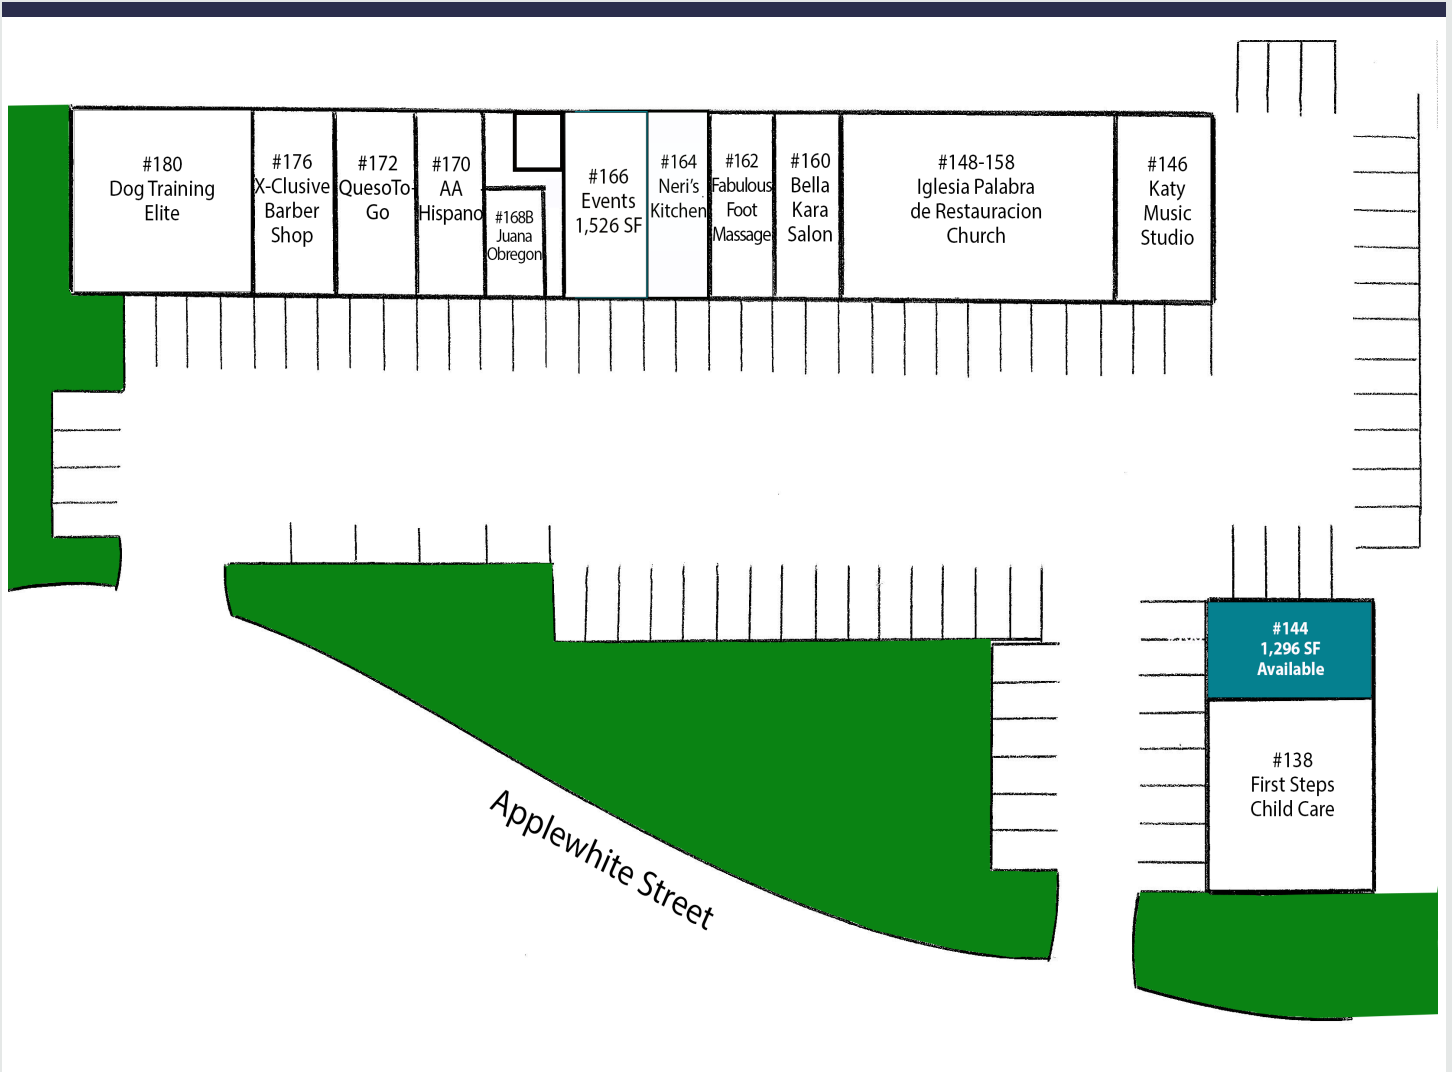 #180
Dog Training
Elite
#176
X-Clusive
Barber
Shop
#172
QuesoTo-
Go
#170
AA
Hispano
#168B
Juana
Obregon
#166
Events
1,526 SF
#164
Neri's
Kitchen
#162
Fabulous
Foot
Massage
#160
Bella
Kara
Salon
#148-158
Iglesia Palabra
de Restauracion
Church
#146
Katy
Music
Studio
#144
1,296 SF
Available
#138
First Steps
Child Care
Applewhite Street